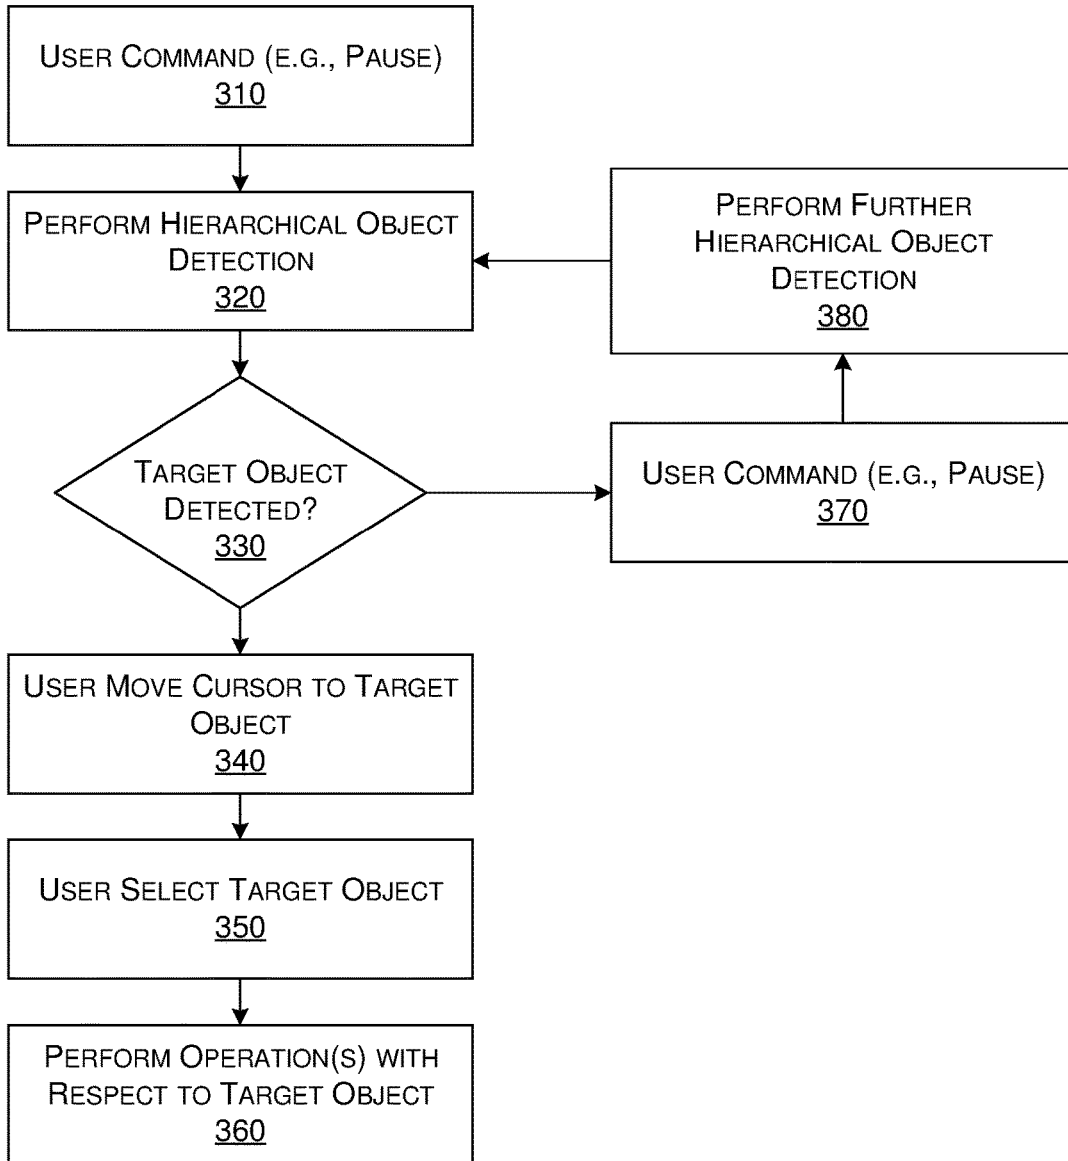 USER COMMAND (E.G., PAUSE)
310
PERFORM HIERARCHICAL OBJECT
DETECTION
320
PERFORM FURTHER
HIERARCHICAL OBJECT
DETECTION
380
TARGET OBJECT
DETECTED?
330
USER COMMAND (E.G., PAUSE)
370
USER MOVE CURSOR TO TARGET
OBJECT
340
USER SELECT TARGET OBJECT
350
PERFORM OPERATION(S) WITH
RESPECT TO TARGET OBJECT
360